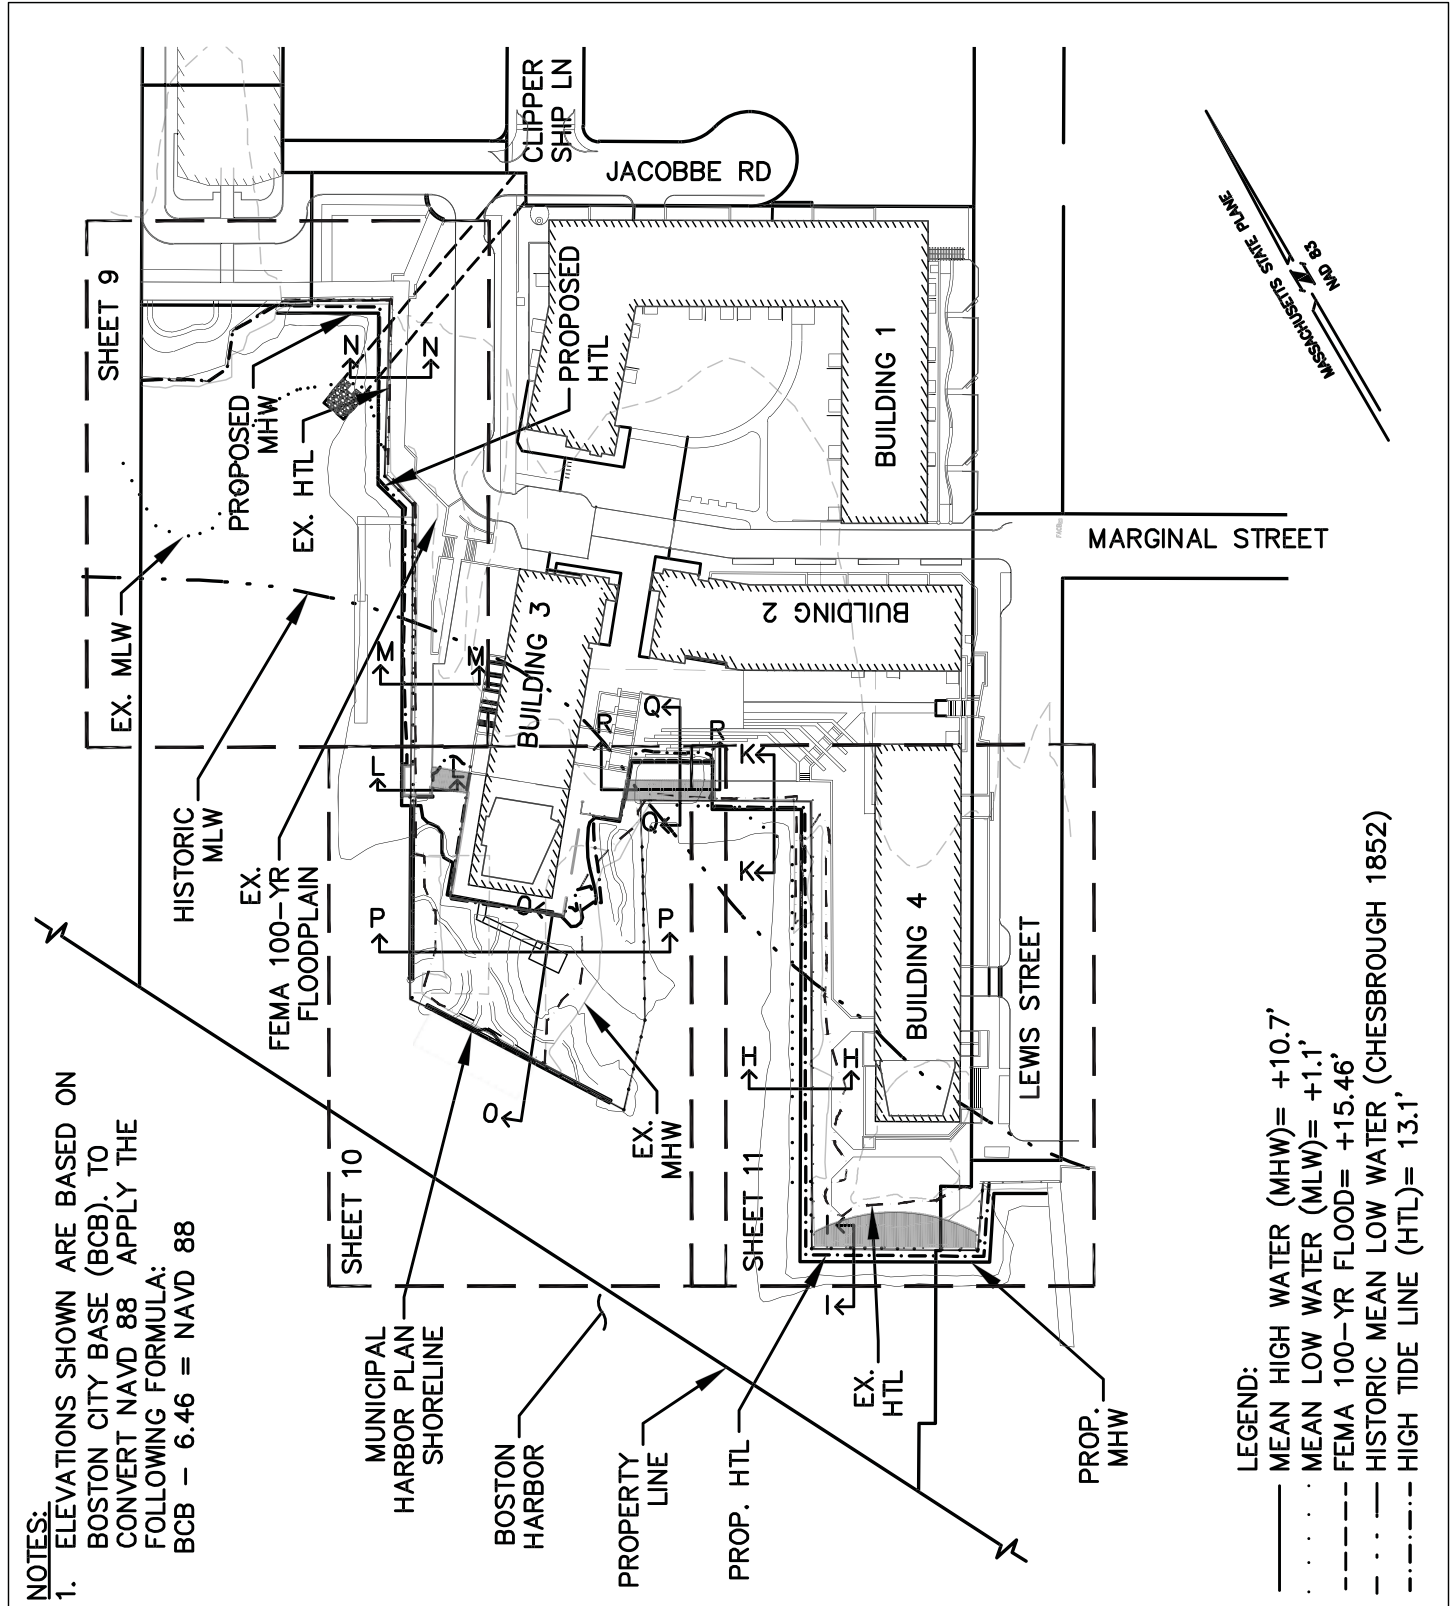 NOTES:
1. ELEVATIONS SHOWN ARE BASED ON
BOSTON CITY BASE (BCB). TO
CONVERT NAVD 88 APPLY THE
FOLLOWING FORMULA:
BCB – 6.46 = NAVD 88
SHEET 9
EX. MLW
HISTORIC
MLW
EX.
FEMA 100-YR
FLOODPLAIN
PROPOSED
MHW
EX. HTL
PROPOSED
HTL
CLIPPER
SHIP LN
JACOBBE RD
N
N
M
M
L
L
P
P
O
O
R
R
Q
Q
K
K
H
H
I
I
BUILDING 3
BUILDING 1
BUILDING 2
BUILDING 4
MARGINAL STREET
LEWIS STREET
MASSACHUSETTS STATE PLANE
N
NAD 83
SHEET 10
SHEET 11
EX.
MHW
MUNICIPAL
HARBOR PLAN
SHORELINE
BOSTON
HARBOR
PROPERTY
LINE
PROP. HTL
EX.
HTL
PROP.
MHW
LEGEND:
MEAN HIGH WATER (MHW)= +10.7'
MEAN LOW WATER (MLW)= +1.1'
FEMA 100-YR FLOOD= +15.46'
HISTORIC MEAN LOW WATER (CHESBROUGH 1852)
HIGH TIDE LINE (HTL)= 13.1'